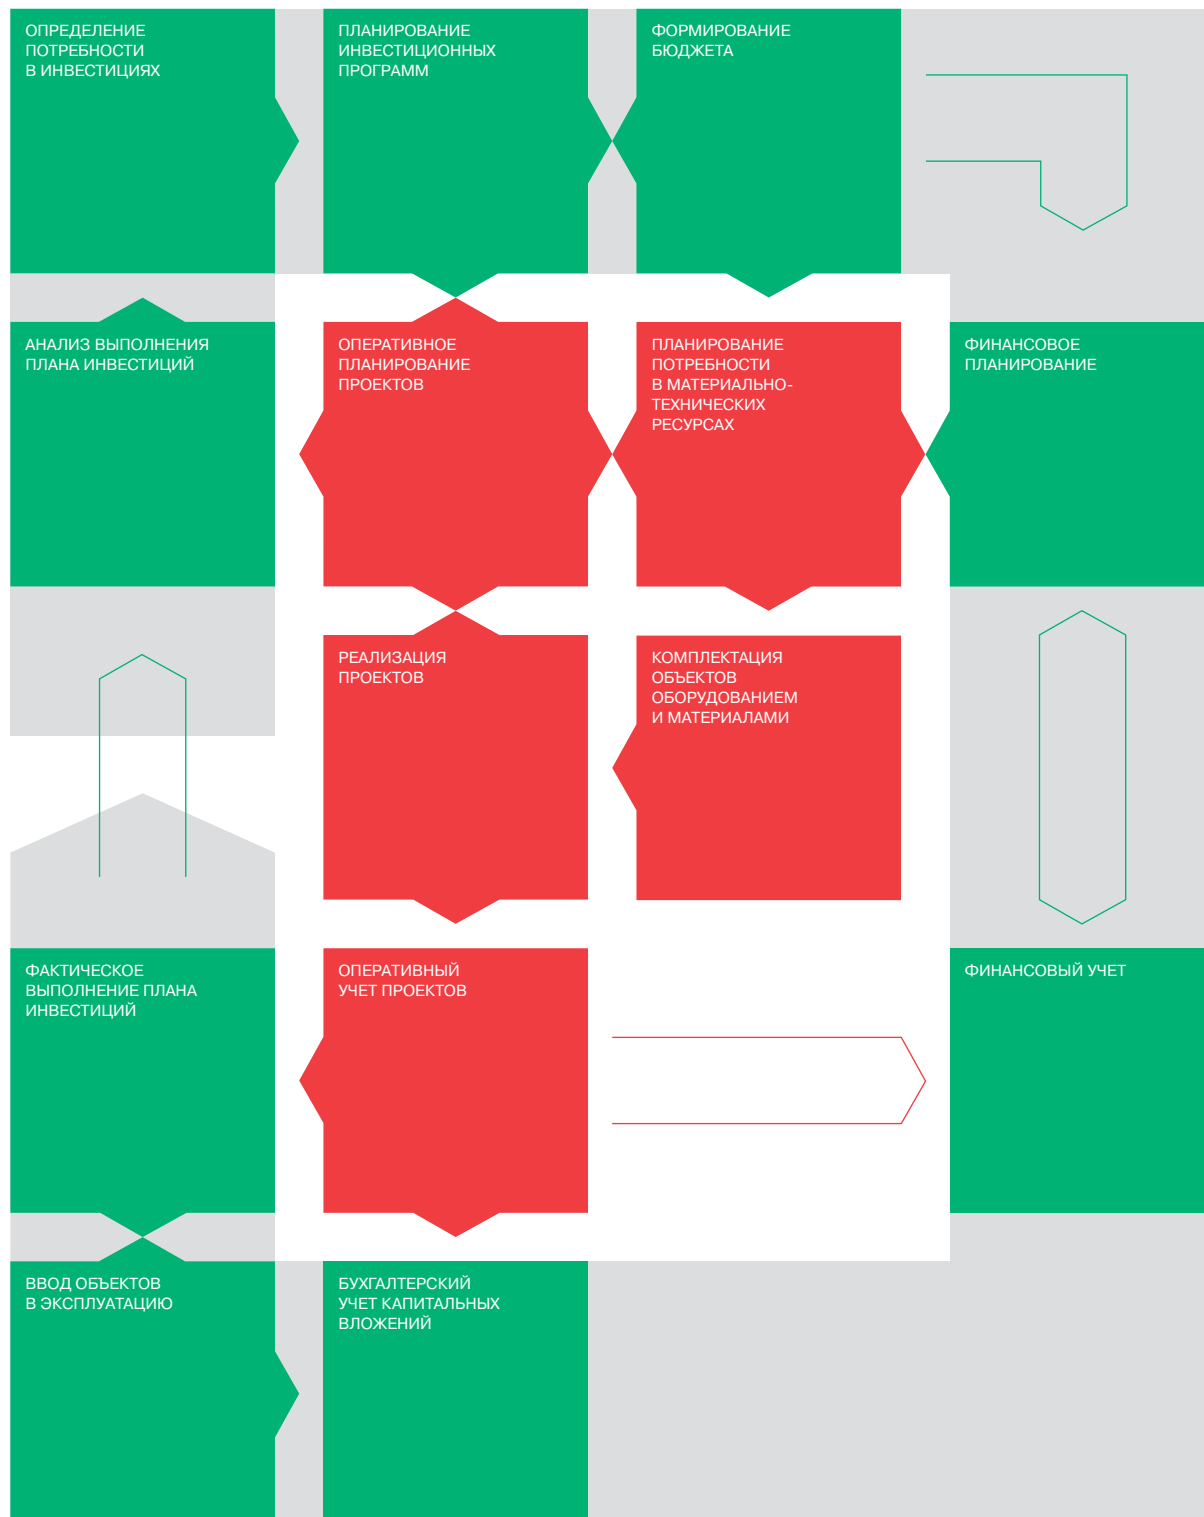 ОПРЕДЕЛЕНИЕ
ПОТРЕБНОСТИ
В ИНВЕСТИЦИЯХ
ПЛАНИРОВАНИЕ
ИНВЕСТИЦИОННЫХ
ПРОГРАММ
ФОРМИРОВАНИЕ
БЮДЖЕТА
АНАЛИЗ ВЫПОЛНЕНИЯ
ПЛАНА ИНВЕСТИЦИЙ
ОПЕРАТИВНОЕ
ПЛАНИРОВАНИЕ
ПРОЕКТОВ
ПЛАНИРОВАНИЕ
ПОТРЕБНОСТИ
В МАТЕРИАЛЬНО-
ТЕХНИЧЕСКИХ
РЕСУРСАХ
ФИНАНСОВОЕ
ПЛАНИРОВАНИЕ
РЕАЛИЗАЦИЯ
ПРОЕКТОВ
КОМПЛЕКТАЦИЯ
ОБЪЕКТОВ
ОБОРУДОВАНИЕМ
И МАТЕРИАЛАМИ
ФАКТИЧЕСКОЕ
ВЫПОЛНЕНИЕ ПЛАНА
ИНВЕСТИЦИЙ
ОПЕРАТИВНЫЙ
УЧЕТ ПРОЕКТОВ
ФИНАНСОВЫЙ УЧЕТ
ВВОД ОБЪЕКТОВ
В ЭКСПЛУАТАЦИЮ
БУХГАЛТЕРСКИЙ
УЧЕТ КАПИТАЛЬНЫХ
ВЛОЖЕНИЙ